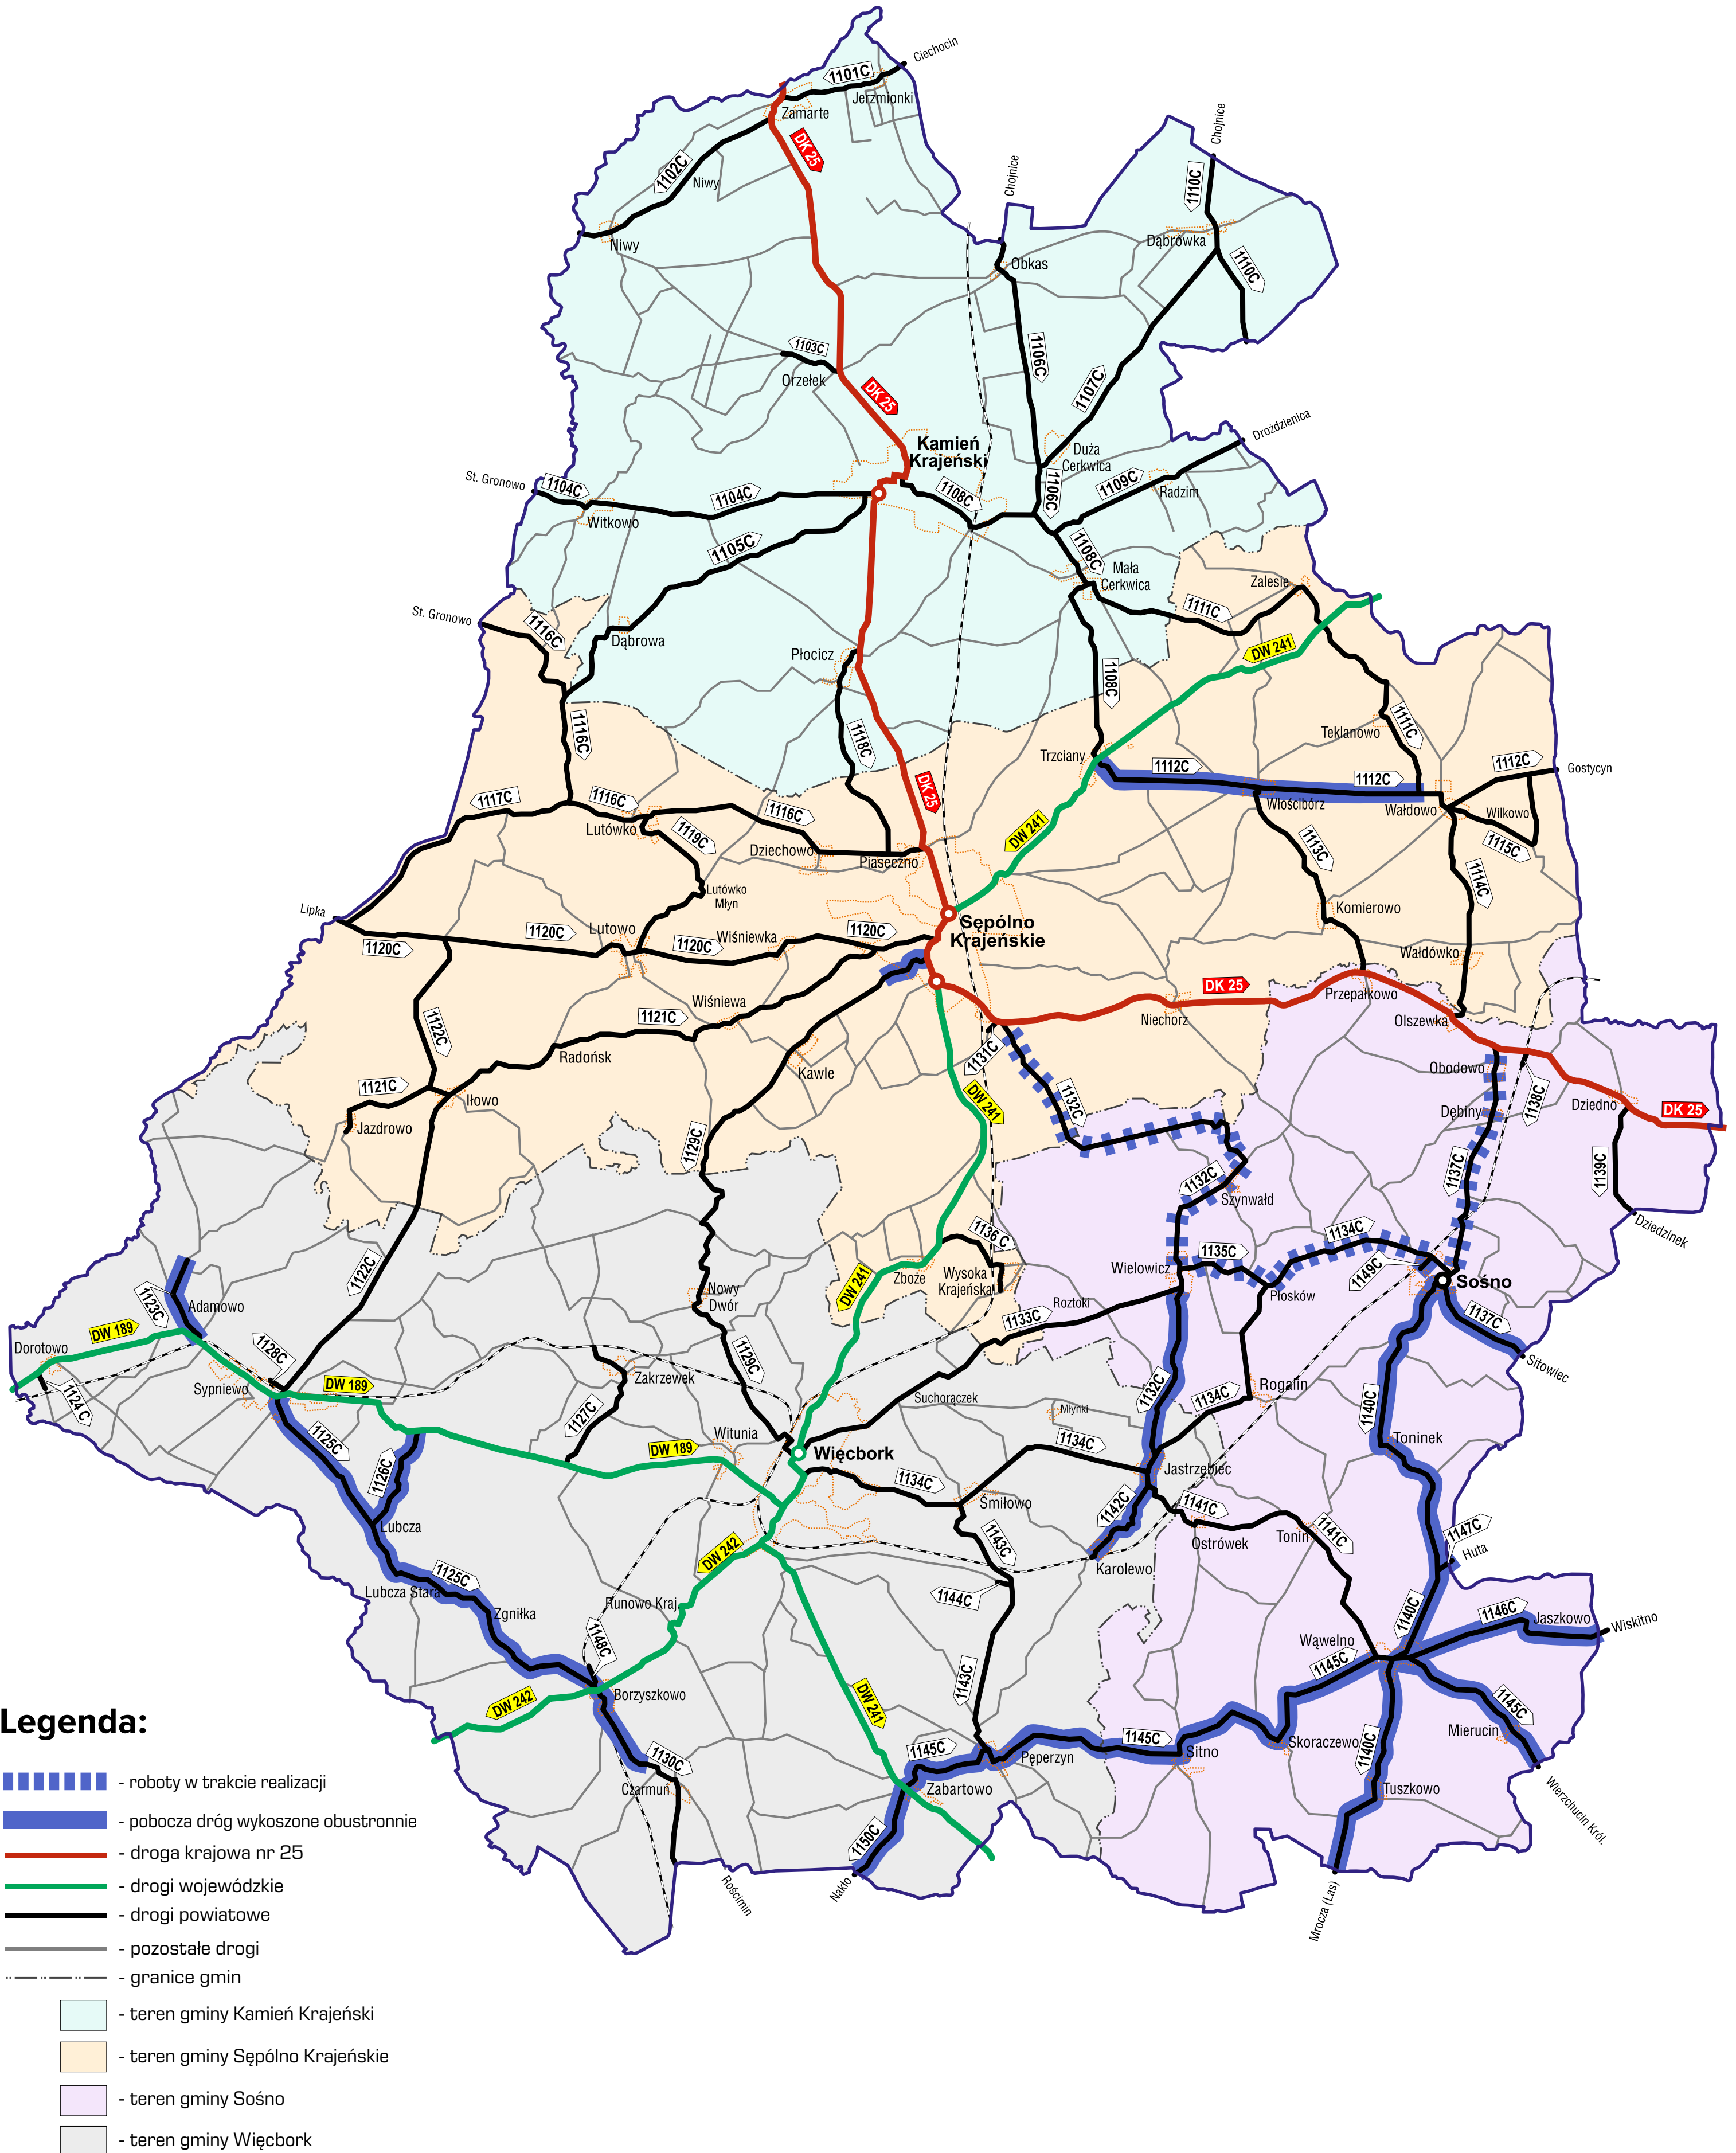 Ciechocin
1101C
Jerzmionki
Zamarte
DK 25
1102C
Niwy
Niwy
Chojnice
Chojnice
1110C
Dąbrówka
1110C
Obkas
1103C
Orzełek
DK 25
1106C
1107C
Kamień
Krajeński
Duża
Cerkwica
Drożdzienica
St. Gronowo
1104C
1104C
Witkowo
1108C
1106C
1109C
Radzim
1105C
1108C
Mała
Cerkwica
Zalesie
1111C
St. Gronowo
1116C
Dąbrowa
Płocicz
DW 241
1108C
1116C
1118C
Teklanowo
1111C
Trzciany
1112C
1112C
1112C
Gostycyn
1117C
1116C
Lutówko
1119C
1116C
Dziechowo
Piaseczno
DK 25
DW 241
Włościbórz
Wałdowo
Wilkowo
1115C
1113C
1114C
Lutówko
Młyn
Lipka
Komierowo
1120C
1120C
Lutowo
1120C
Wiśniewka
1120C
Sępólno
Krajeńskie
Wałdówko
DK 25
Przepałkowo
Wiśniewa
1121C
Niechorz
Olszewka
1122C
Radońsk
Kawle
1131C
1132C
Obodowo
1138C
Dziedno
DK 25
1121C
Iłowo
Jazdrowo
DW 241
Dębiny
1129C
1137C
1139C
1132C
Szynwałd
Dziedzinek
1136 C
1134C
1122C
Zboże
Wysoka
Krajeńska
Wielowicz
1135C
1149C
Sośno
Płosków
DW 241
Nowy
Dwór
Roztoki
1133C
1137C
Sitowiec
1123C
Adamowo
DW 189
Dorotowo
1128C
Sypniewo
DW 189
1124 C
1129C
Zakrzewek
Suchorączek
1132C
1134C
Rogalin
1140C
Młynki
1127C
1125C
1126C
DW 189
Witunia
Więcbork
1134C
1134C
Toninek
Jastrzębiec
Śmiłowo
1142C
1141C
Ostrówek
Tonin
1141C
1147C
Huta
Lubcza
1143C
Karolewo
DW 242
Lubcza Stara
1125C
Zgniłka
Runowo Kraj.
1144C
1140C
1146C
Jaszkowo
Wiskitno
1148C
Wąwelno
1145C
Borzyszkowo
DW 242
1143C
DW 241
1145C
Mierucin
1145C
Pęperzyn
1145C
Sitno
Skoraczewo
1140C
1130C
Czarmuń
Zabartowo
Tuszkowo
Wierzchucin Król.
1150C
Nakło
Rościmin
Mrocza (Las)
Legenda:
- roboty w trakcie realizacji
- pobocza dróg wykoszone obustronnie
- droga krajowa nr 25
- drogi wojewódzkie
- drogi powiatowe
- pozostałe drogi
- granice gmin
- teren gminy Kamień Krajeński
- teren gminy Sępólno Krajeńskie
- teren gminy Sośno
- teren gminy Więcbork